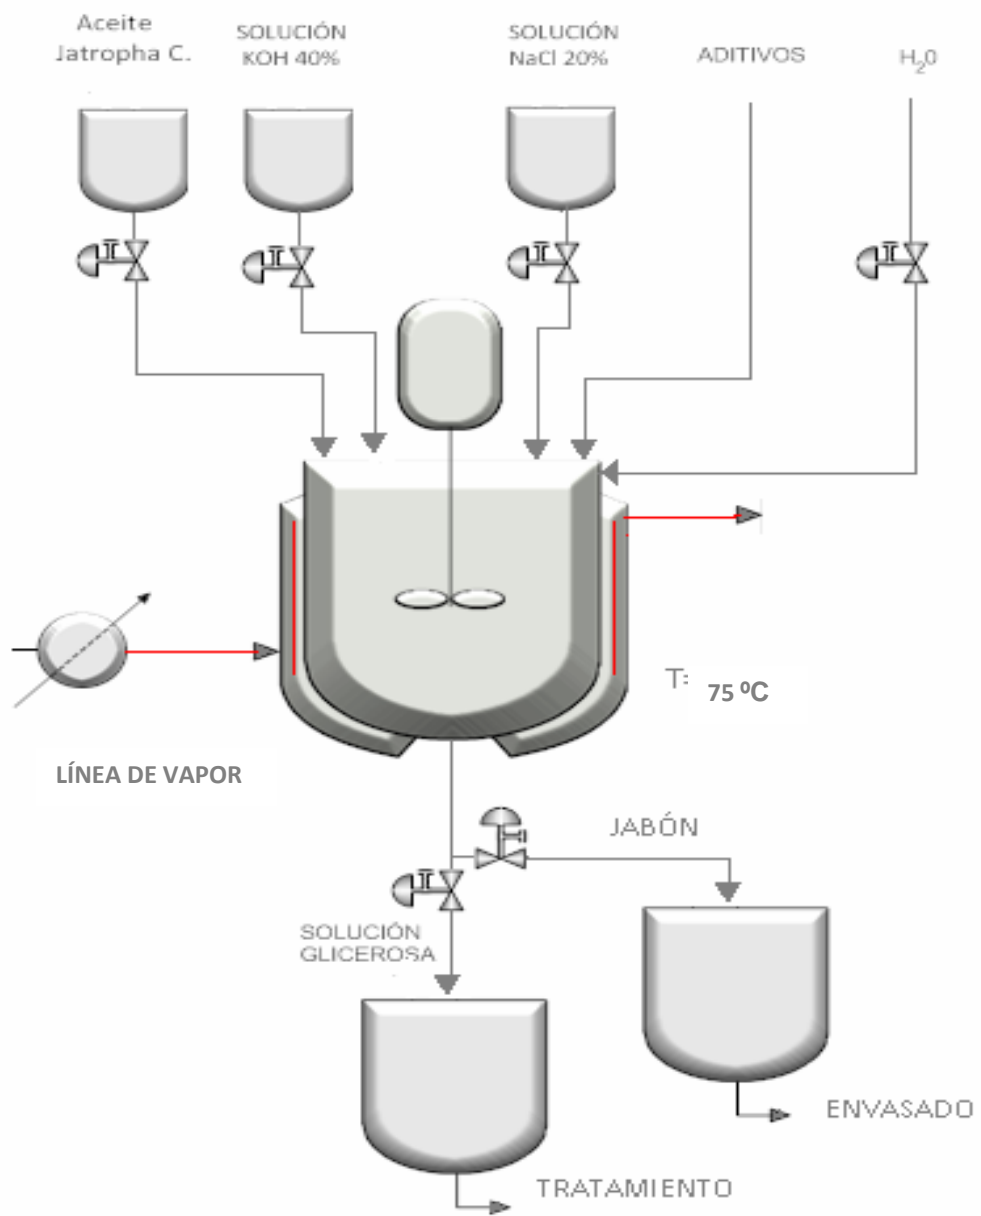 Aceite
Jatropha C.
SOLUCIÓN
KOH 40%
SOLUCIÓN
NaCl 20%
ADITIVOS
H₂0
T= 75 ºC
LÍNEA DE VAPOR
JABÓN
SOLUCIÓN
GLICEROSA
ENVASADO
TRATAMIENTO